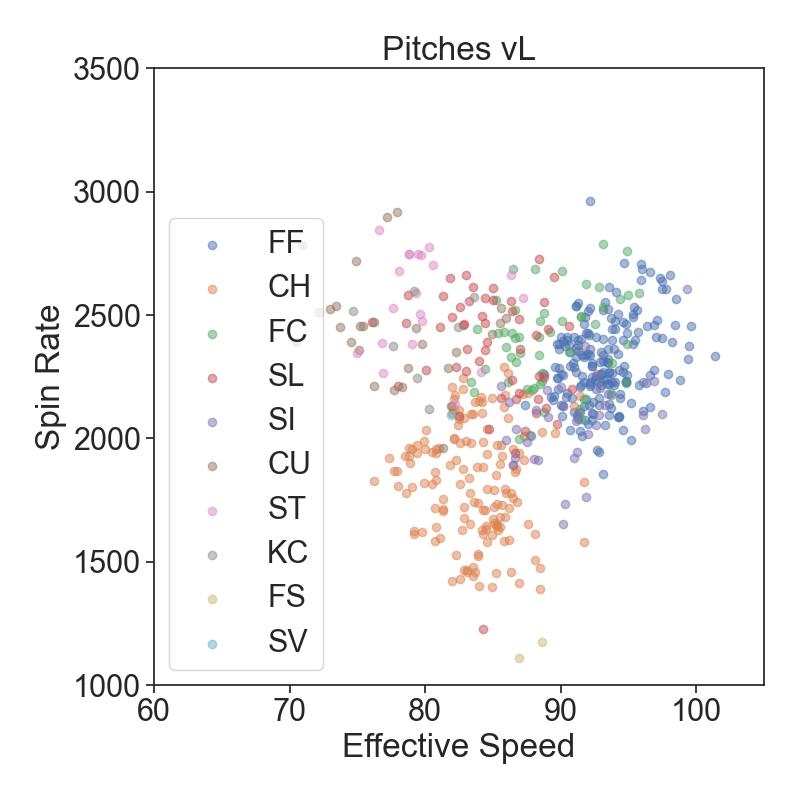 Pitches vL
3500
3000
2500
2000
1500
1000
Spin Rate
FF
CH
FC
SL
SI
CU
ST
KC
FS
SV
60 70 80 90 100
Effective Speed